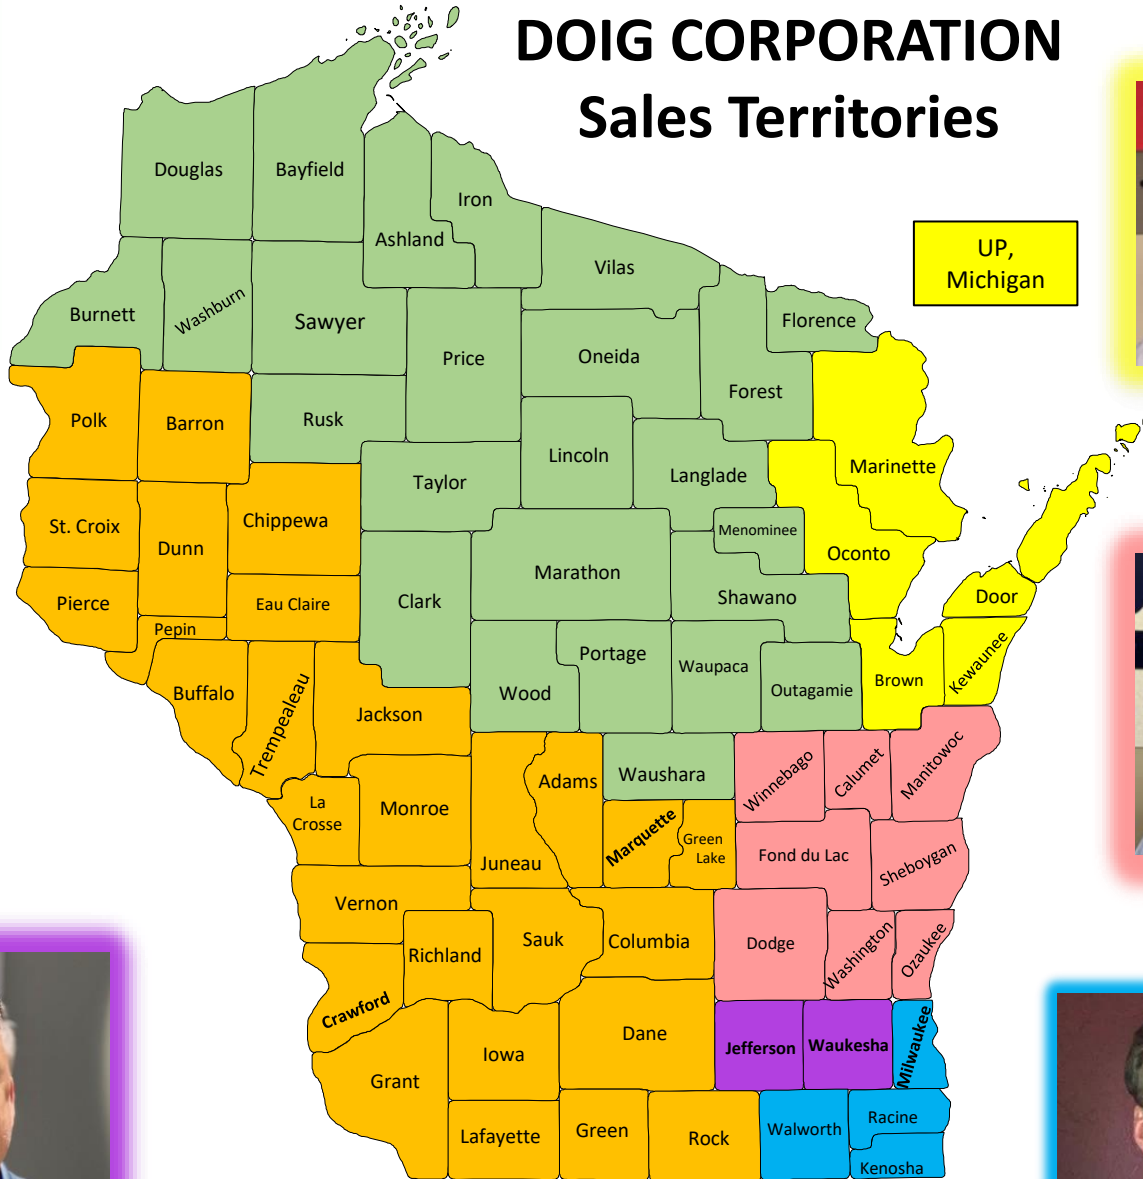 DOIG CORPORATION
Sales Territories
Douglas
Bayfield
Iron
Ashland
UP,
Michigan
Vilas
Burnett
Washburn
Sawyer
Florence
Price
Oneida
Forest
Polk
Barron
Rusk
Lincoln
Marinette
Taylor
Langlade
St. Croix
Chippewa
Menominee
Dunn
Oconto
Marathon
Pierce
Eau Claire
Clark
Shawano
Door
Pepin
Portage
Waupaca
Kewaunee
Buffalo
Trempealeau
Wood
Outagamie
Brown
Jackson
Adams
Waushara
Winnebago
Calumet
Manitowoc
La
Crosse
Monroe
Marquette
Green
Lake
Juneau
Fond du Lac
Sheboygan
Vernon
Richland
Sauk
Columbia
Dodge
Washington
Ozaukee
Crawford
Dane
Iowa
Jefferson
Waukesha
Milwaukee
Grant
Lafayette
Green
Rock
Walworth
Racine
Kenosha